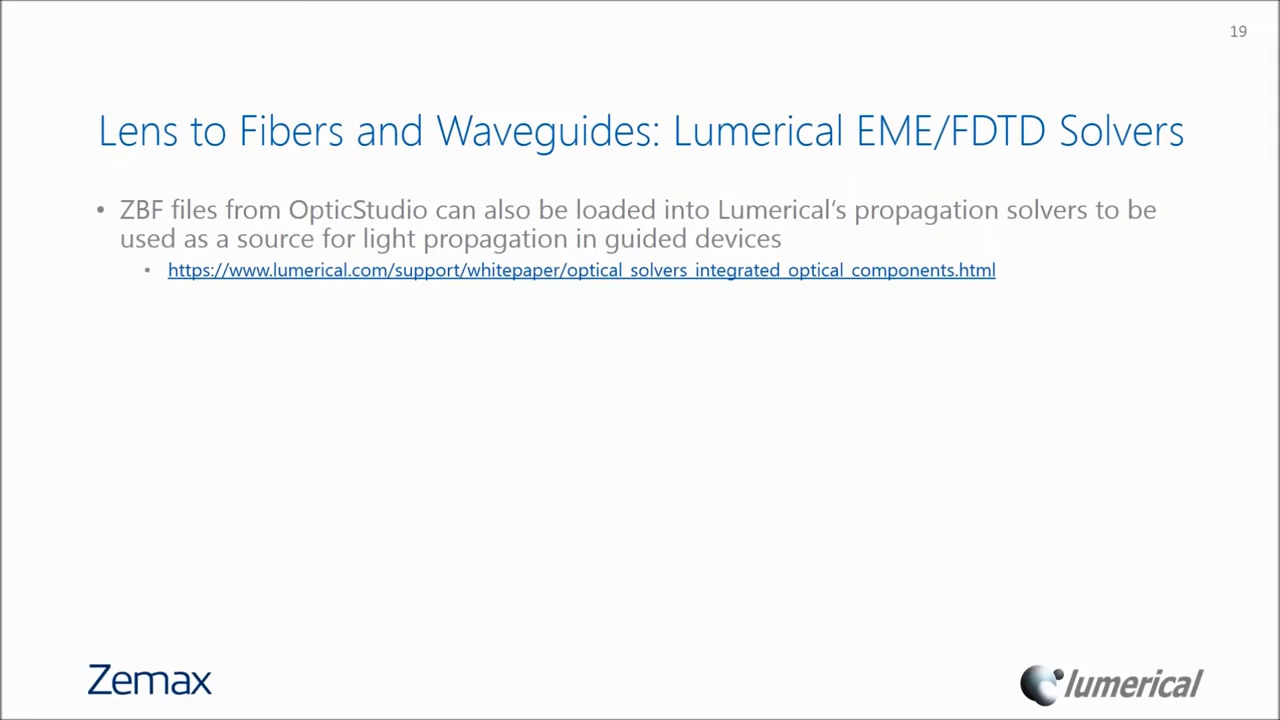 19
Lens to Fibers and Waveguides: Lumerical EME/FDTD Solvers
• ZBF files from OpticStudio can also be loaded into Lumerical's propagation solvers to be
used as a source for light propagation in guided devices
• https://www.lumerical.com/support/whitepaper/optical_solvers_integrated_optical_components.html
Zemax
lumerical